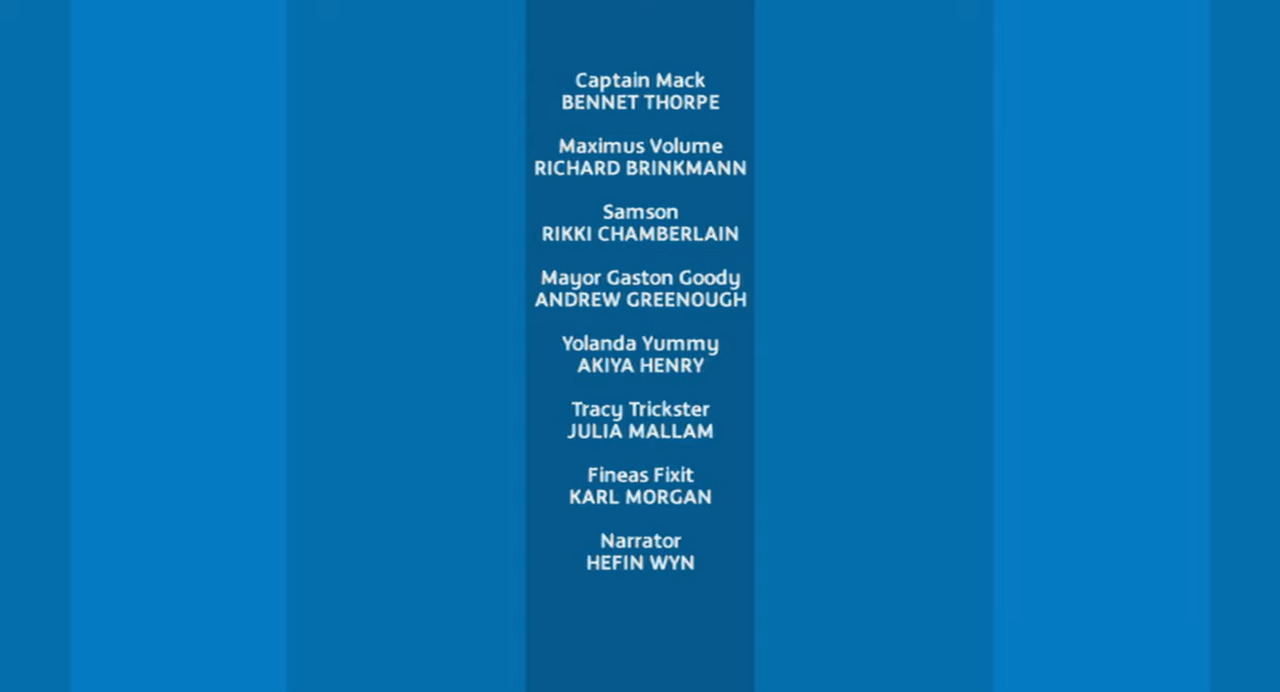 Captain Mack
BENNET THORPE
Maximus Volume
RICHARD BRINKMANN
Samson
RIKKI CHAMBERLAIN
Mayor Gaston Goody
ANDREW GREENOUGH
Yolanda Yummy
AKIYA HENRY
Tracy Trickster
JULIA MALLAM
Fineas Fixit
KARL MORGAN
Narrator
HEFIN WYN